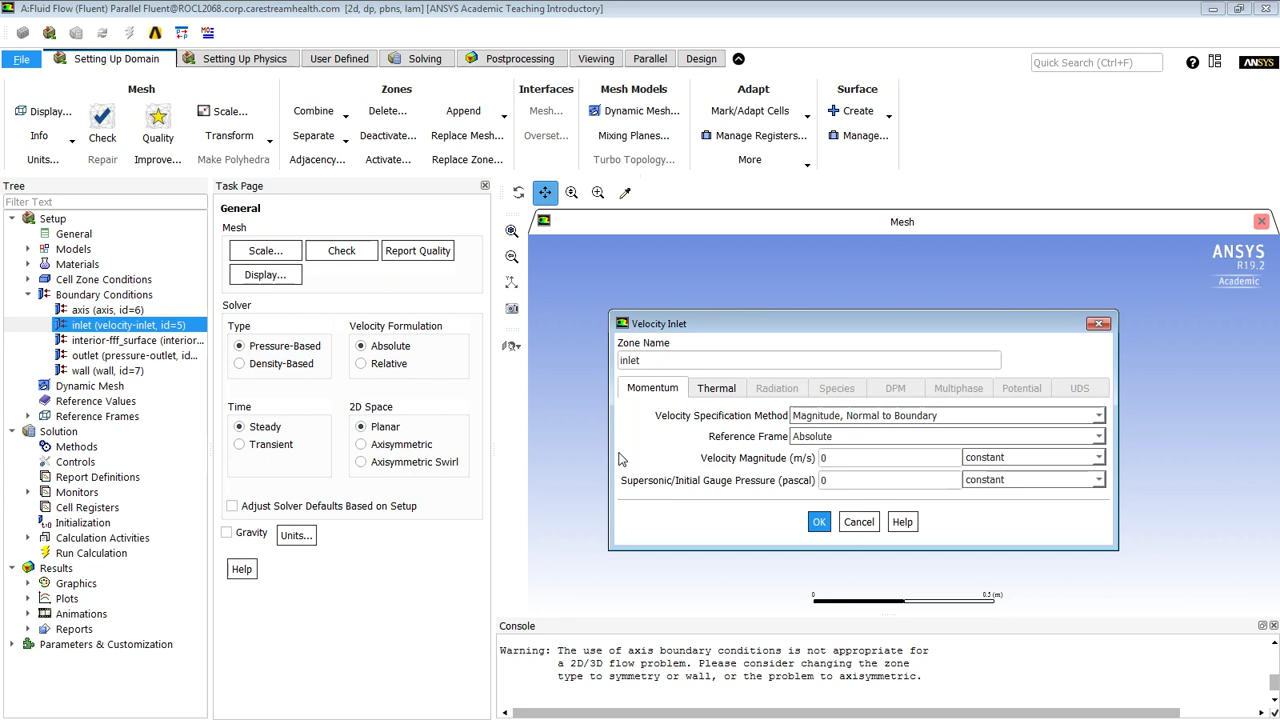 A:Fluid Flow (Fluent) Parallel Fluent@ROCL2068.corp.carestreamhealth.com [2d, dp, pbns, lam] [ANSYS Academic Teaching Introductory]
File
Setting Up Domain
Setting Up Physics
User Defined
Solving
Postprocessing
Viewing
Parallel
Design
Quick Search (Ctrl+F)
ANSYS
Mesh
Zones
Interfaces
Mesh Models
Adapt
Surface
Display...
Scale...
Combine
Delete...
Append
Mesh...
Dynamic Mesh...
Mark/Adapt Cells
Create
Info
Check
Quality
Transform
Separate
Deactivate...
Replace Mesh...
Overset...
Mixing Planes...
Manage Registers...
Manage...
Units...
Repair
Improve...
Make Polyhedra
Adjacency...
Activate...
Replace Zone...
Turbo Topology...
More
Tree
Filter Text
Setup
General
Models
Materials
Cell Zone Conditions
Boundary Conditions
axis (axis, id=6)
inlet (velocity-inlet, id=5)
interior-fff_surface (interior...
outlet (pressure-outlet, id...
wall (wall, id=7)
Dynamic Mesh
Reference Values
Reference Frames
Solution
Methods
Controls
Report Definitions
Monitors
Cell Registers
Initialization
Calculation Activities
Run Calculation
Results
Graphics
Plots
Animations
Reports
Parameters & Customization
Task Page
General
Mesh
Scale...
Check
Report Quality
Display...
Solver
Type
Velocity Formulation
Pressure-Based
Absolute
Density-Based
Relative
Time
2D Space
Steady
Planar
Transient
Axisymmetric
Axisymmetric Swirl
Adjust Solver Defaults Based on Setup
Gravity
Units...
Help
Mesh
ANSYS
R19.2
Academic
Velocity Inlet
Zone Name
inlet
Momentum
Thermal
Radiation
Species
DPM
Multiphase
Potential
UDS
Velocity Specification Method Magnitude, Normal to Boundary
Reference Frame Absolute
Velocity Magnitude (m/s) 0 constant
Supersonic/Initial Gauge Pressure (pascal) 0 constant
OK
Cancel
Help
0 0.5 (m)
Console
Warning: The use of axis boundary conditions is not appropriate for
a 2D/3D flow problem. Please consider changing the zone
type to symmetry or wall, or the problem to axisymmetric.